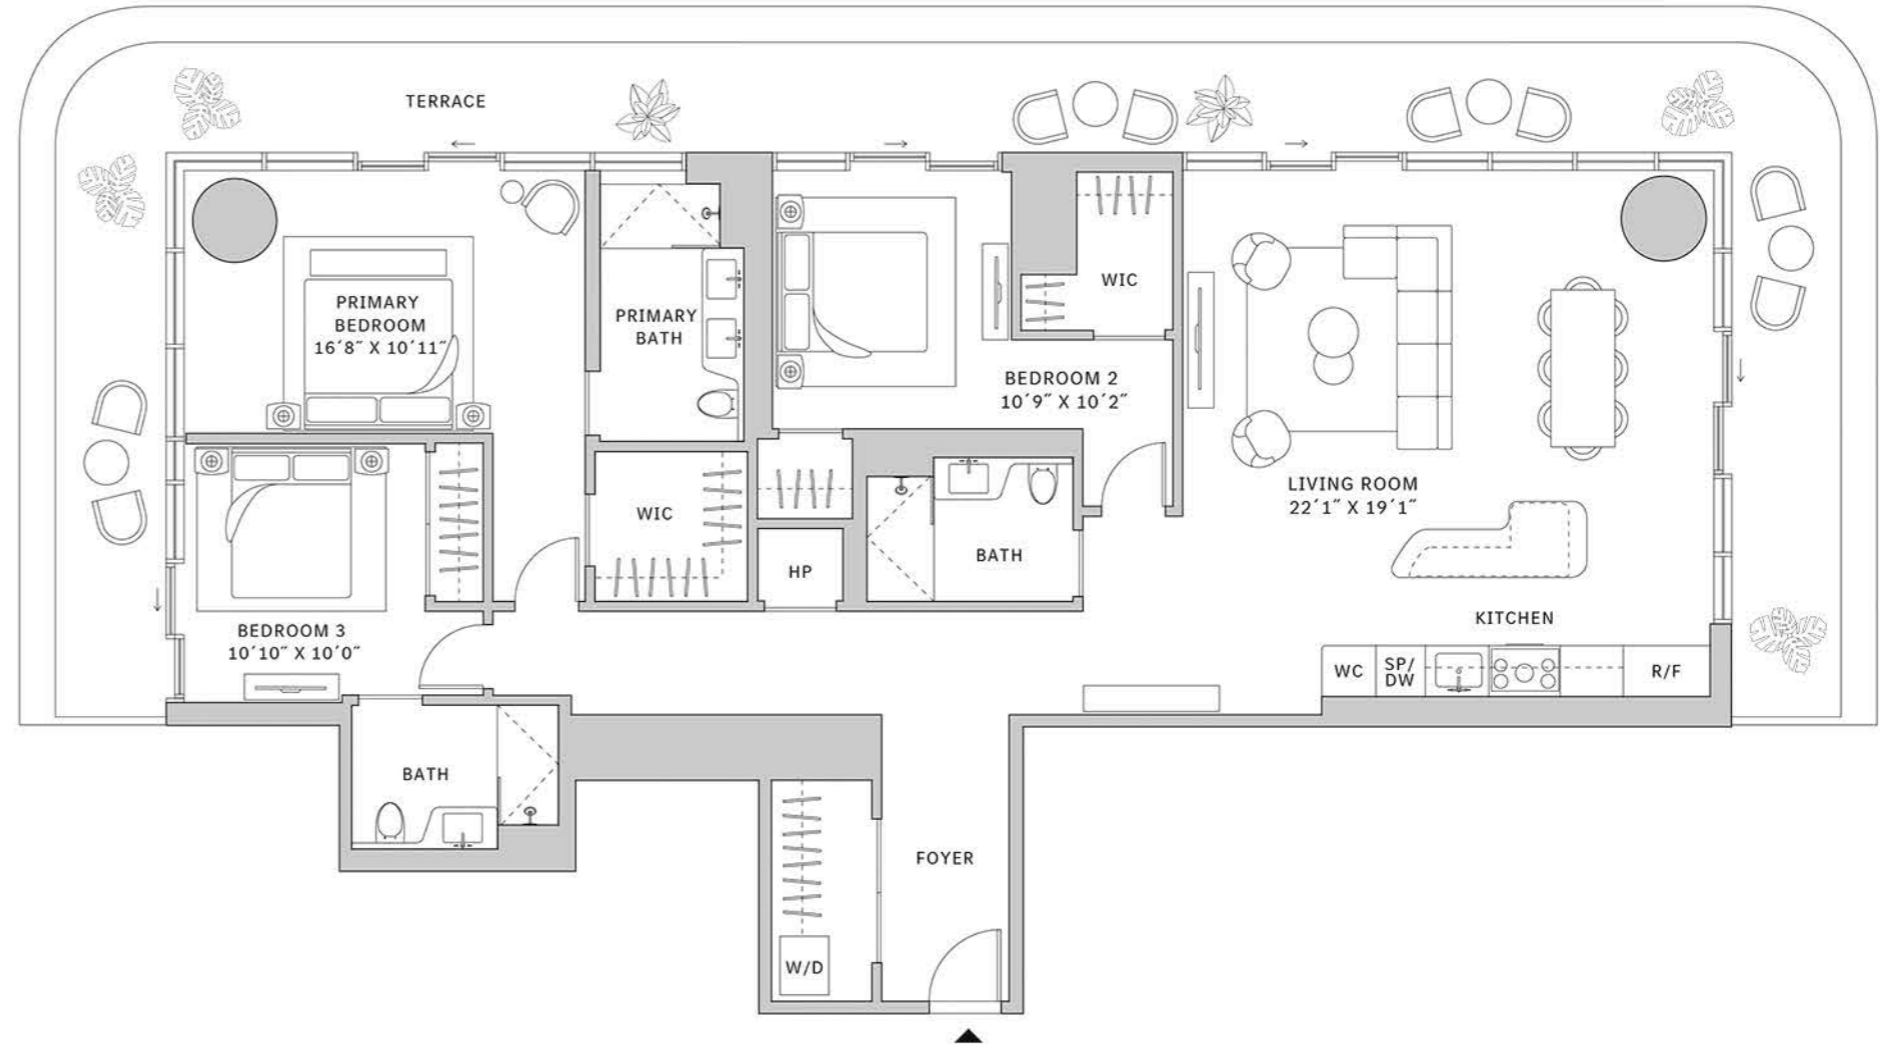 TERRACE
PRIMARY
BEDROOM
16´8˝ X 10´11˝
PRIMARY
BATH
WIC
BEDROOM 2
10´9˝ X 10´2˝
LIVING ROOM
22´1˝ X 19´1˝
WIC
HP
BATH
KITCHEN
BEDROOM 3
10´10˝ X 10´0˝
WC
SP/
DW
R/F
BATH
FOYER
W/D